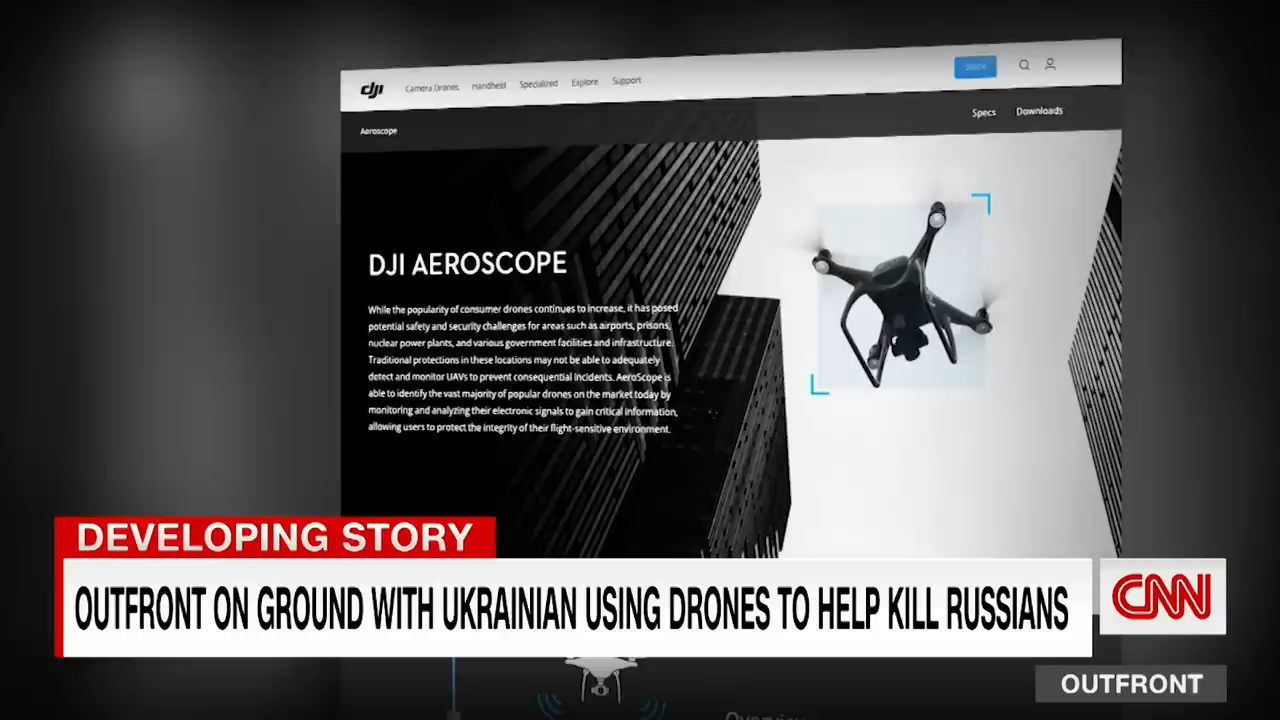 dji
Camera Drones Handheld Specialized Explore Support
Aeroscope
Specs Downloads
DJI AEROSCOPE
While the popularity of consumer drones continues to increase, it has posed
potential safety and security challenges for areas such as airports, prisons,
nuclear power plants, and various government facilities and infrastructure.
Traditional protections in these locations may not be able to adequately
detect and monitor UAVs to prevent consequential incidents. AeroScope is
able to identify the vast majority of popular drones on the market today by
monitoring and analyzing their electronic signals to gain critical information,
allowing users to protect the integrity of their flight-sensitive environment.
DEVELOPING STORY
OUTFRONT ON GROUND WITH UKRAINIAN USING DRONES TO HELP KILL RUSSIANS
CNN
OUTFRONT